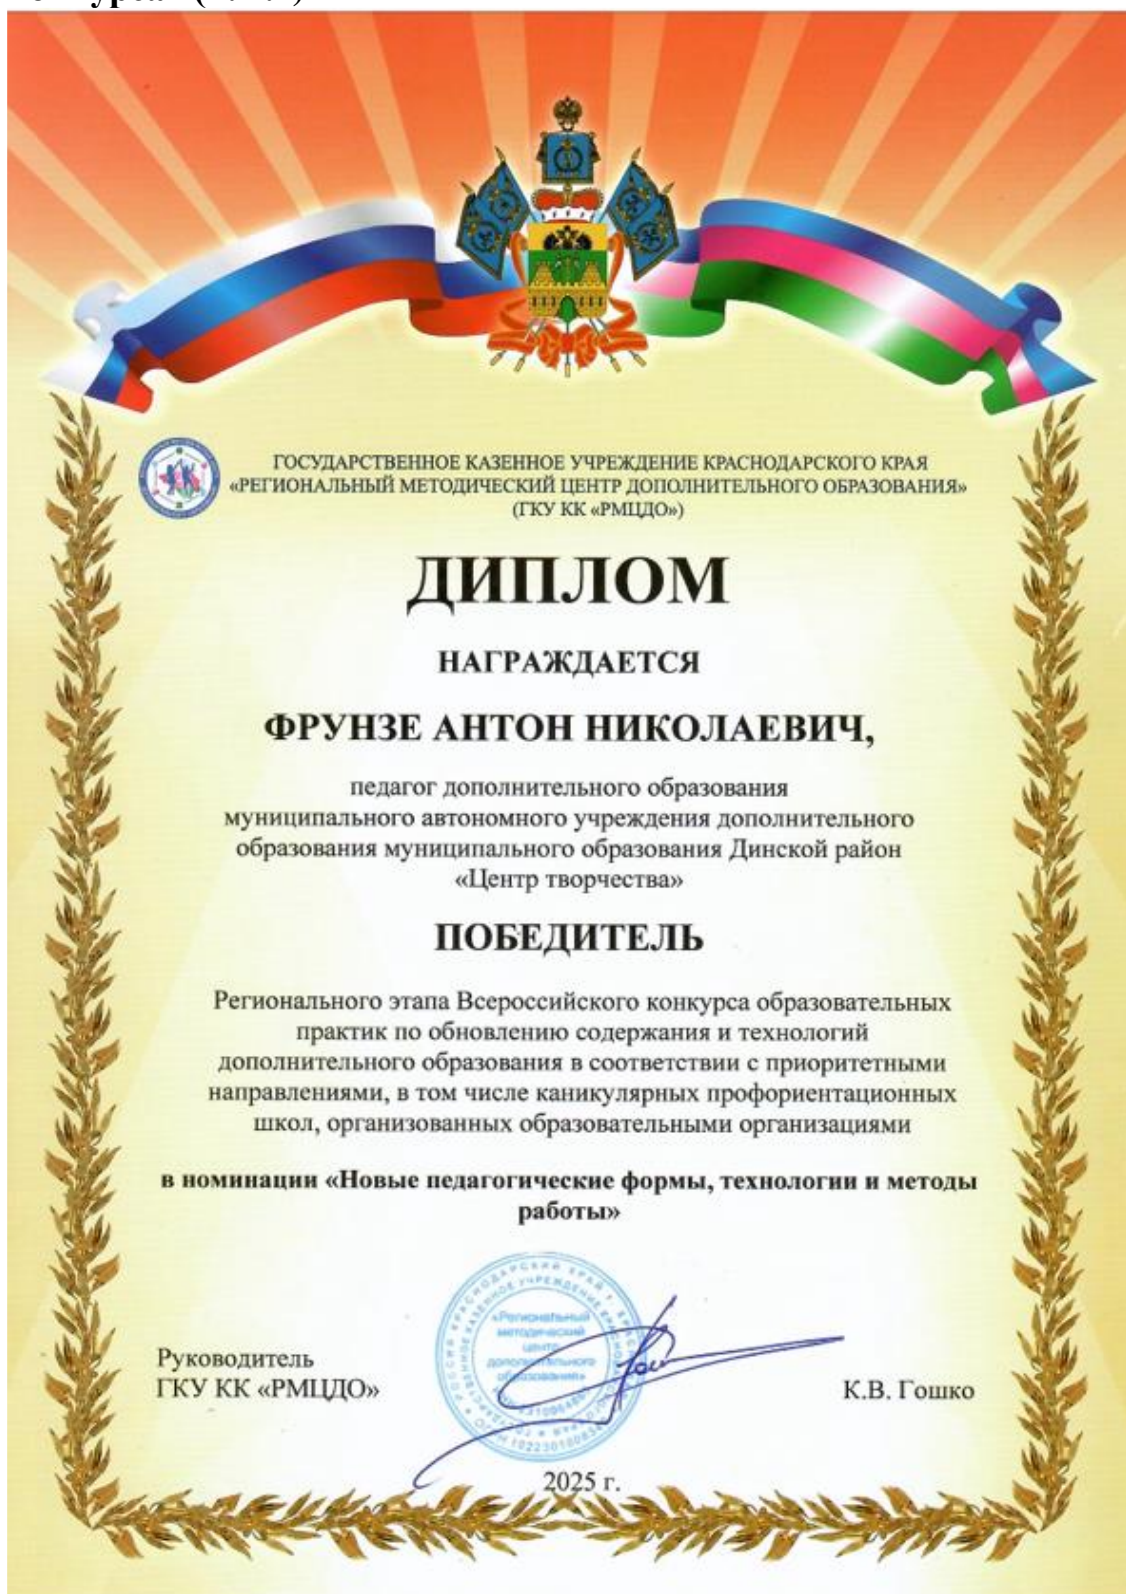 ГОСУДАРСТВЕННОЕ КАЗЕННОЕ УЧРЕЖДЕНИЕ КРАСНОДАРСКОГО КРАЯ
«РЕГИОНАЛЬНЫЙ МЕТОДИЧЕСКИЙ ЦЕНТР ДОПОЛНИТЕЛЬНОГО ОБРАЗОВАНИЯ»
(ГКУ КК «РМЦДО»)
ДИПЛОМ
НАГРАЖДАЕТСЯ
ФРУНЗЕ АНТОН НИКОЛАЕВИЧ,
педагог дополнительного образования
муниципального автономного учреждения дополнительного
образования муниципального образования Динской район
«Центр творчества»
ПОБЕДИТЕЛЬ
Регионального этапа Всероссийского конкурса образовательных
практик по обновлению содержания и технологий
дополнительного образования в соответствии с приоритетными
направлениями, в том числе каникулярных профориентационных
школ, организованных образовательными организациями
в номинации «Новые педагогические формы, технологии и методы
работы»
«Региональный
методический
центр
дополнительного
образования»
Руководитель
ГКУ КК «РМЦДО»
К.В. Гошко
2025 г.